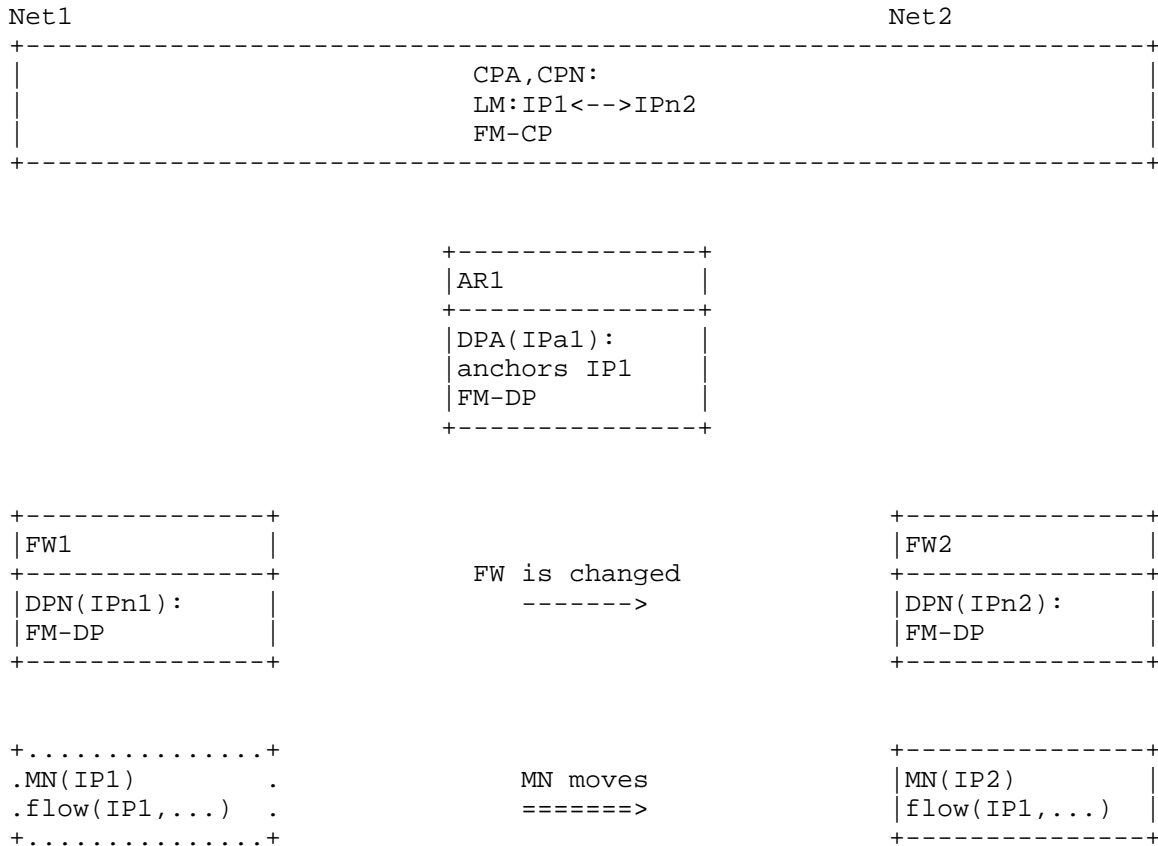 Net1                                                   Net2
+----------------------------------------------------------------------+
|                            CPA,CPN:                                  |
|                            LM:IP1<-->IPn2                            |
|                            FM-CP                                     |
+----------------------------------------------------------------------+
                           +---------------+
                           |AR1            |
                           +---------------+
                           |DPA(IPa1):     |
                           |anchors IP1    |
                           |FM-DP          |
                           +---------------+
+---------------+                                      +---------------+
|FW1            |                                      |FW2            |
+---------------+            FW is changed             +---------------+
|DPN(IPn1):     |               ------->               |DPN(IPn2):     |
|FM-DP          |                                      |FM-DP          |
+---------------+                                      +---------------+
+...............+                                      +---------------+
.MN(IP1)        .               MN moves               |MN(IP2)        |
.flow(IP1,...)  .               =======>               |flow(IP1,...)  |
+...............+                                      +---------------+